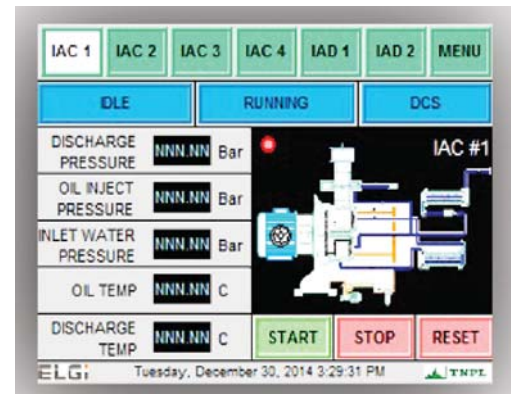 IAC 1 IAC 2 IAC 3 IAC 4 IAD 1 IAD 2 MENU
IDLE RUNNING DCS
DISCHARGE
PRESSURE NNN.NN Bar
IAC #1
OIL INJECT
PRESSURE NNN.NN Bar
INLET WATER
PRESSURE NNN.NN Bar
OIL TEMP NNN.NN C
DISCHARGE
TEMP NNN.NN C
START STOP RESET
ELGi Tuesday, December 30, 2014 3:29:31 PM TNPL